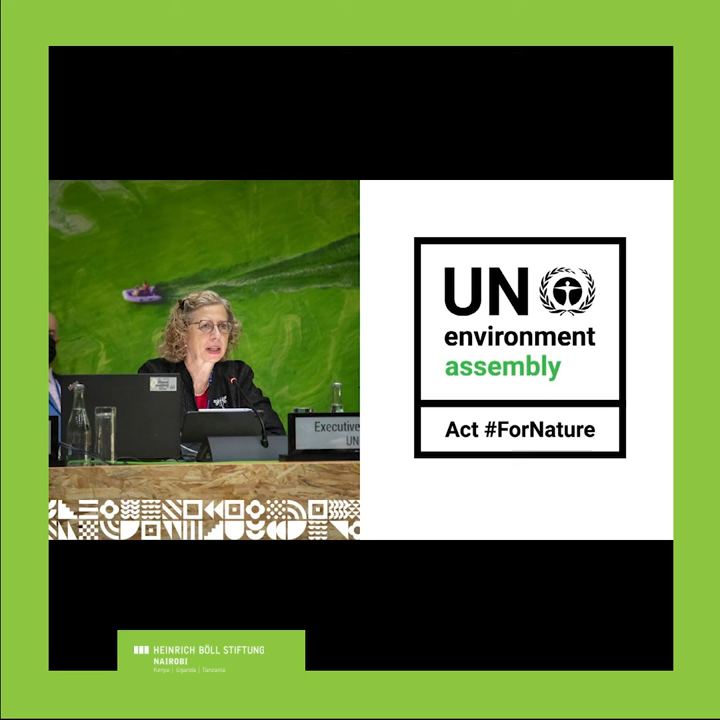 Executive
UN
UN
environment
assembly
Act #ForNature
HEINRICH BÖLL STIFTUNG
NAIROBI
Kenya | Uganda | Tanzania